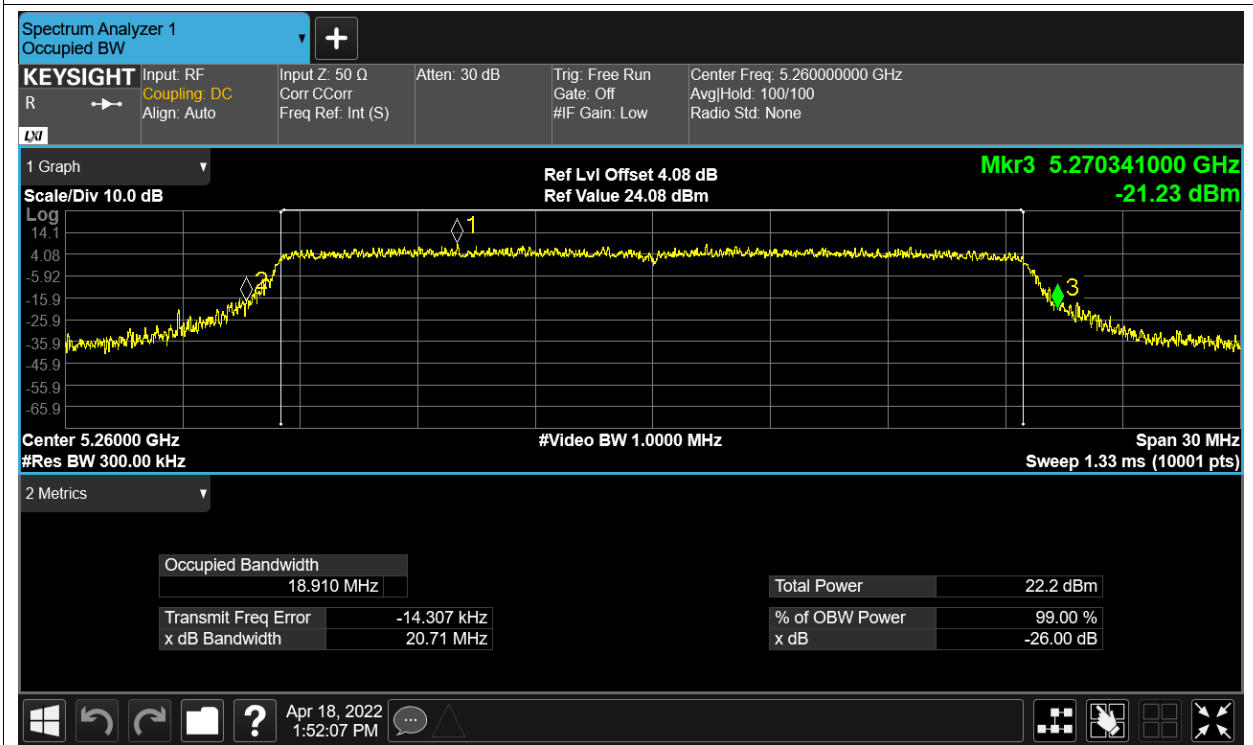 Spectrum Analyzer 1
Occupied BW
KEYSIGHT
R
LXI
Input: RF
Coupling: DC
Align: Auto
Input Z: 50 Ω
Corr CCorr
Freq Ref: Int (S)
Atten: 30 dB
Trig: Free Run
Gate: Off
#IF Gain: Low
Center Freq: 5.260000000 GHz
Avg|Hold: 100/100
Radio Std: None
1 Graph
Scale/Div 10.0 dB
Ref Lvl Offset 4.08 dB
Ref Value 24.08 dBm
Mkr3 5.270341000 GHz
-21.23 dBm
Log
14.1
4.08
-5.92
-15.9
-25.9
-35.9
-45.9
-55.9
-65.9
1
2
3
Center 5.26000 GHz
#Res BW 300.00 kHz
#Video BW 1.0000 MHz
Span 30 MHz
Sweep 1.33 ms (10001 pts)
2 Metrics
Occupied Bandwidth
18.910 MHz
Transmit Freq Error -14.307 kHz
x dB Bandwidth 20.71 MHz
Total Power 22.2 dBm
% of OBW Power 99.00 %
x dB -26.00 dB
?
Apr 18, 2022
1:52:07 PM